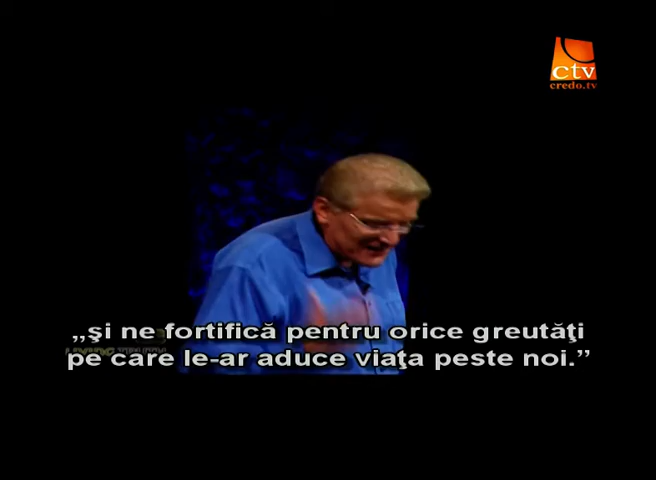 ctv
credo.tv
„şi ne fortifică pentru orice greutăţi
pe care le-ar aduce viaţa peste noi.”